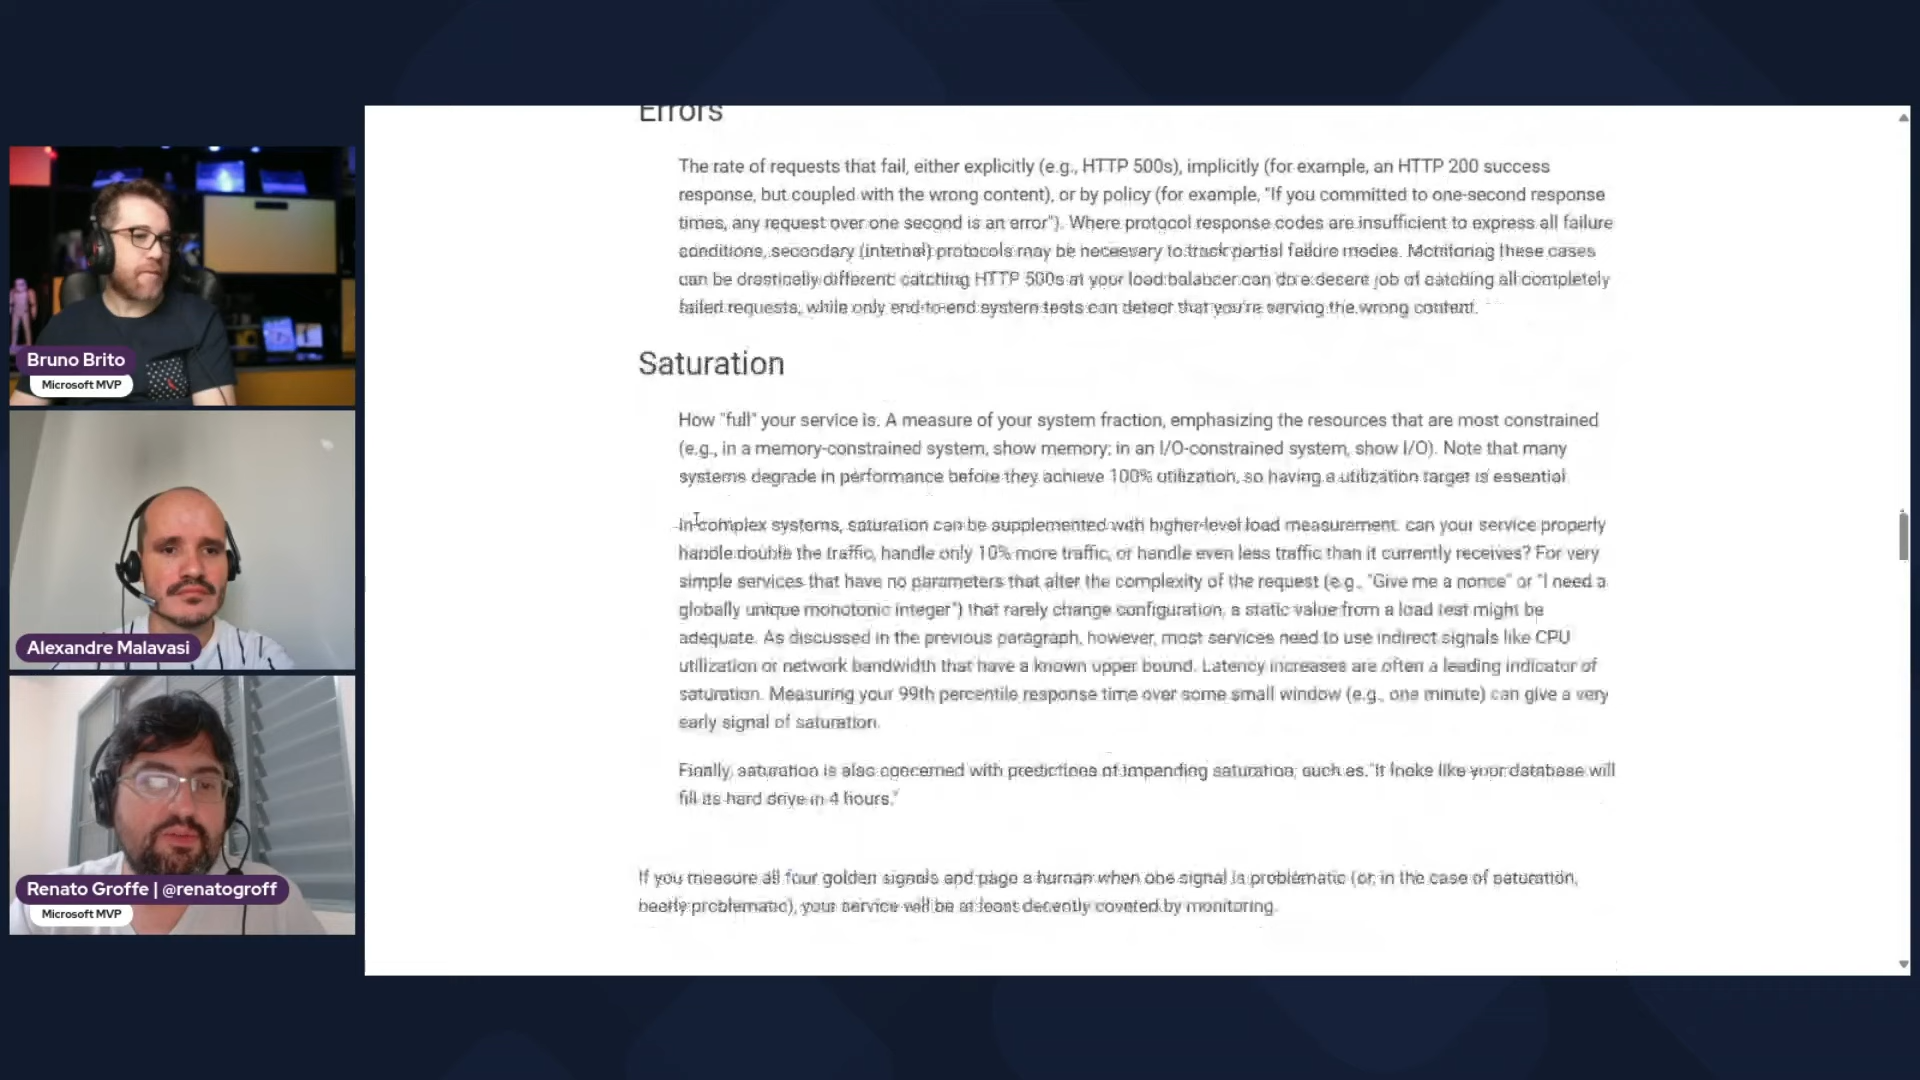 Bruno Brito
Microsoft MVP
Alexandre Malavasi
Renato Groffe | @renatogroff
Microsoft MVP
Errors
The rate of requests that fail, either explicitly (e.g., HTTP 500s), implicitly (for example, an HTTP 200 success
response, but coupled with the wrong content), or by policy (for example, "If you committed to one-second response
times, any request over one second is an error"). Where protocol response codes are insufficient to express all failure
conditions, secondary (internal) protocols may be necessary to track partial failure modes. Monitoring these cases
can be drastically different: catching HTTP 500s at your load balancer can do a decent job of catching all completely
failed requests, while only end-to-end system tests can detect that you're serving the wrong content.
Saturation
How "full" your service is. A measure of your system fraction, emphasizing the resources that are most constrained
(e.g., in a memory-constrained system, show memory; in an I/O-constrained system, show I/O). Note that many
systems degrade in performance before they achieve 100% utilization, so having a utilization target is essential.
In complex systems, saturation can be supplemented with higher-level load measurement: can your service properly
handle double the traffic, handle only 10% more traffic, or handle even less traffic than it currently receives? For very
simple services that have no parameters that alter the complexity of the request (e.g., "Give me a nonce" or "I need a
globally unique monotonic integer") that rarely change configuration, a static value from a load test might be
adequate. As discussed in the previous paragraph, however, most services need to use indirect signals like CPU
utilization or network bandwidth that have a known upper bound. Latency increases are often a leading indicator of
saturation. Measuring your 99th percentile response time over some small window (e.g., one minute) can give a very
early signal of saturation.
Finally, saturation is also concerned with predictions of impending saturation, such as "It looks like your database will
fill its hard drive in 4 hours."
If you measure all four golden signals and page a human when one signal is problematic (or, in the case of saturation,
nearly problematic), your service will be at least decently covered by monitoring.